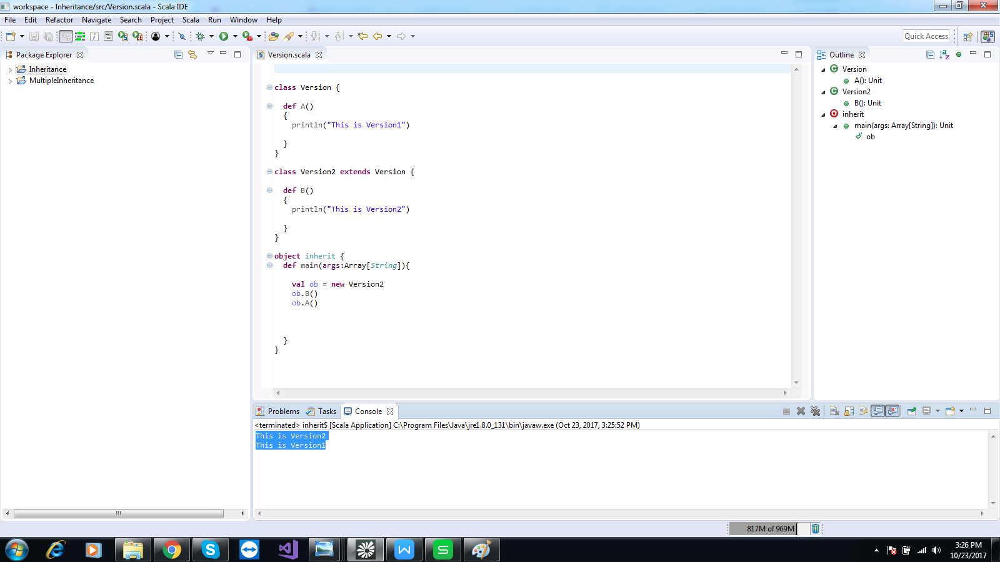 workspace - Inheritance/src/Version.scala - Scala IDE
File Edit Refactor Navigate Search Project Scala Run Window Help
Quick Access
Package Explorer
Inheritance
MultipleInheritance
Version.scala
class Version {
def A()
{
println("This is Version1")
}
}
class Version2 extends Version {
def B()
{
println("This is Version2")
}
}
object inherit {
def main(args:Array[String]){
val ob = new Version2
ob.B()
ob.A()
}
}
Outline
Version
A(): Unit
Version2
B(): Unit
inherit
main(args: Array[String]): Unit
ob
Problems Tasks Console
<terminated> inherit$ [Scala Application] C:\Program Files\Java\jre1.8.0_131\bin\javaw.exe (Oct 23, 2017, 3:25:52 PM)
This is Version2
This is Version1
817M of 969M
3:26 PM
10/23/2017